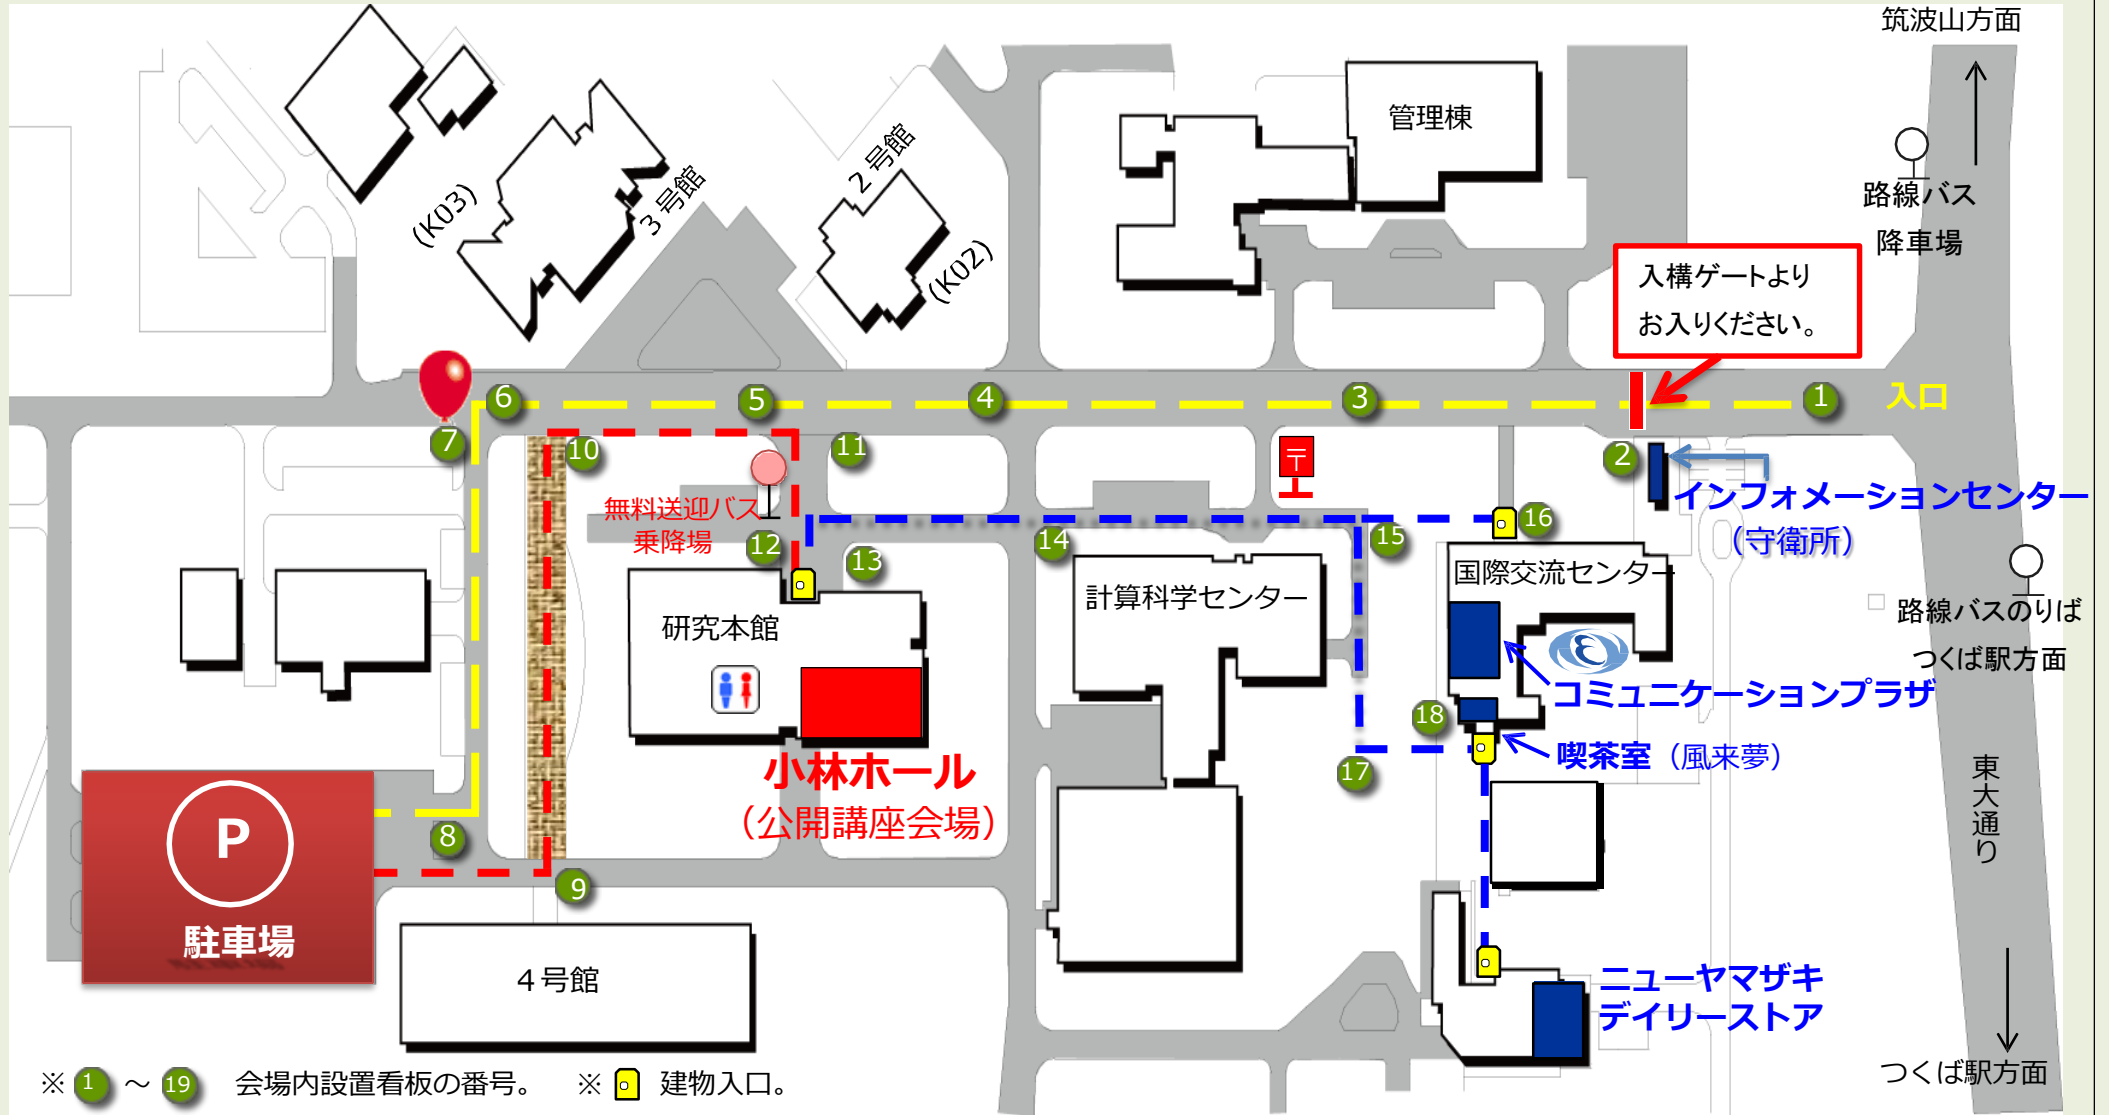 筑波山方面
管理棟
2号館
路線バス
降車場
(K03)
3号館
(K02)
入構ゲートより
お入りください。
6
5
4
3
1
入口
7
10
11
2
〒
インフォメーションセンター
(守衛所)
無料送迎バス
乗降場
12
13
14
15
16
国際交流センター
計算科学センター
研究本館
路線バスのりば
つくば駅方面
コミュニケーションプラザ
18
喫茶室(風来夢)
17
小林ホール
(公開講座会場)
東大通り
P
駐車場
8
9
4号館
ニューヤマザキ
デイリーストア
つくば駅方面
※ 1 ~ 19 会場内設置看板の番号。 ※ 建物入口。